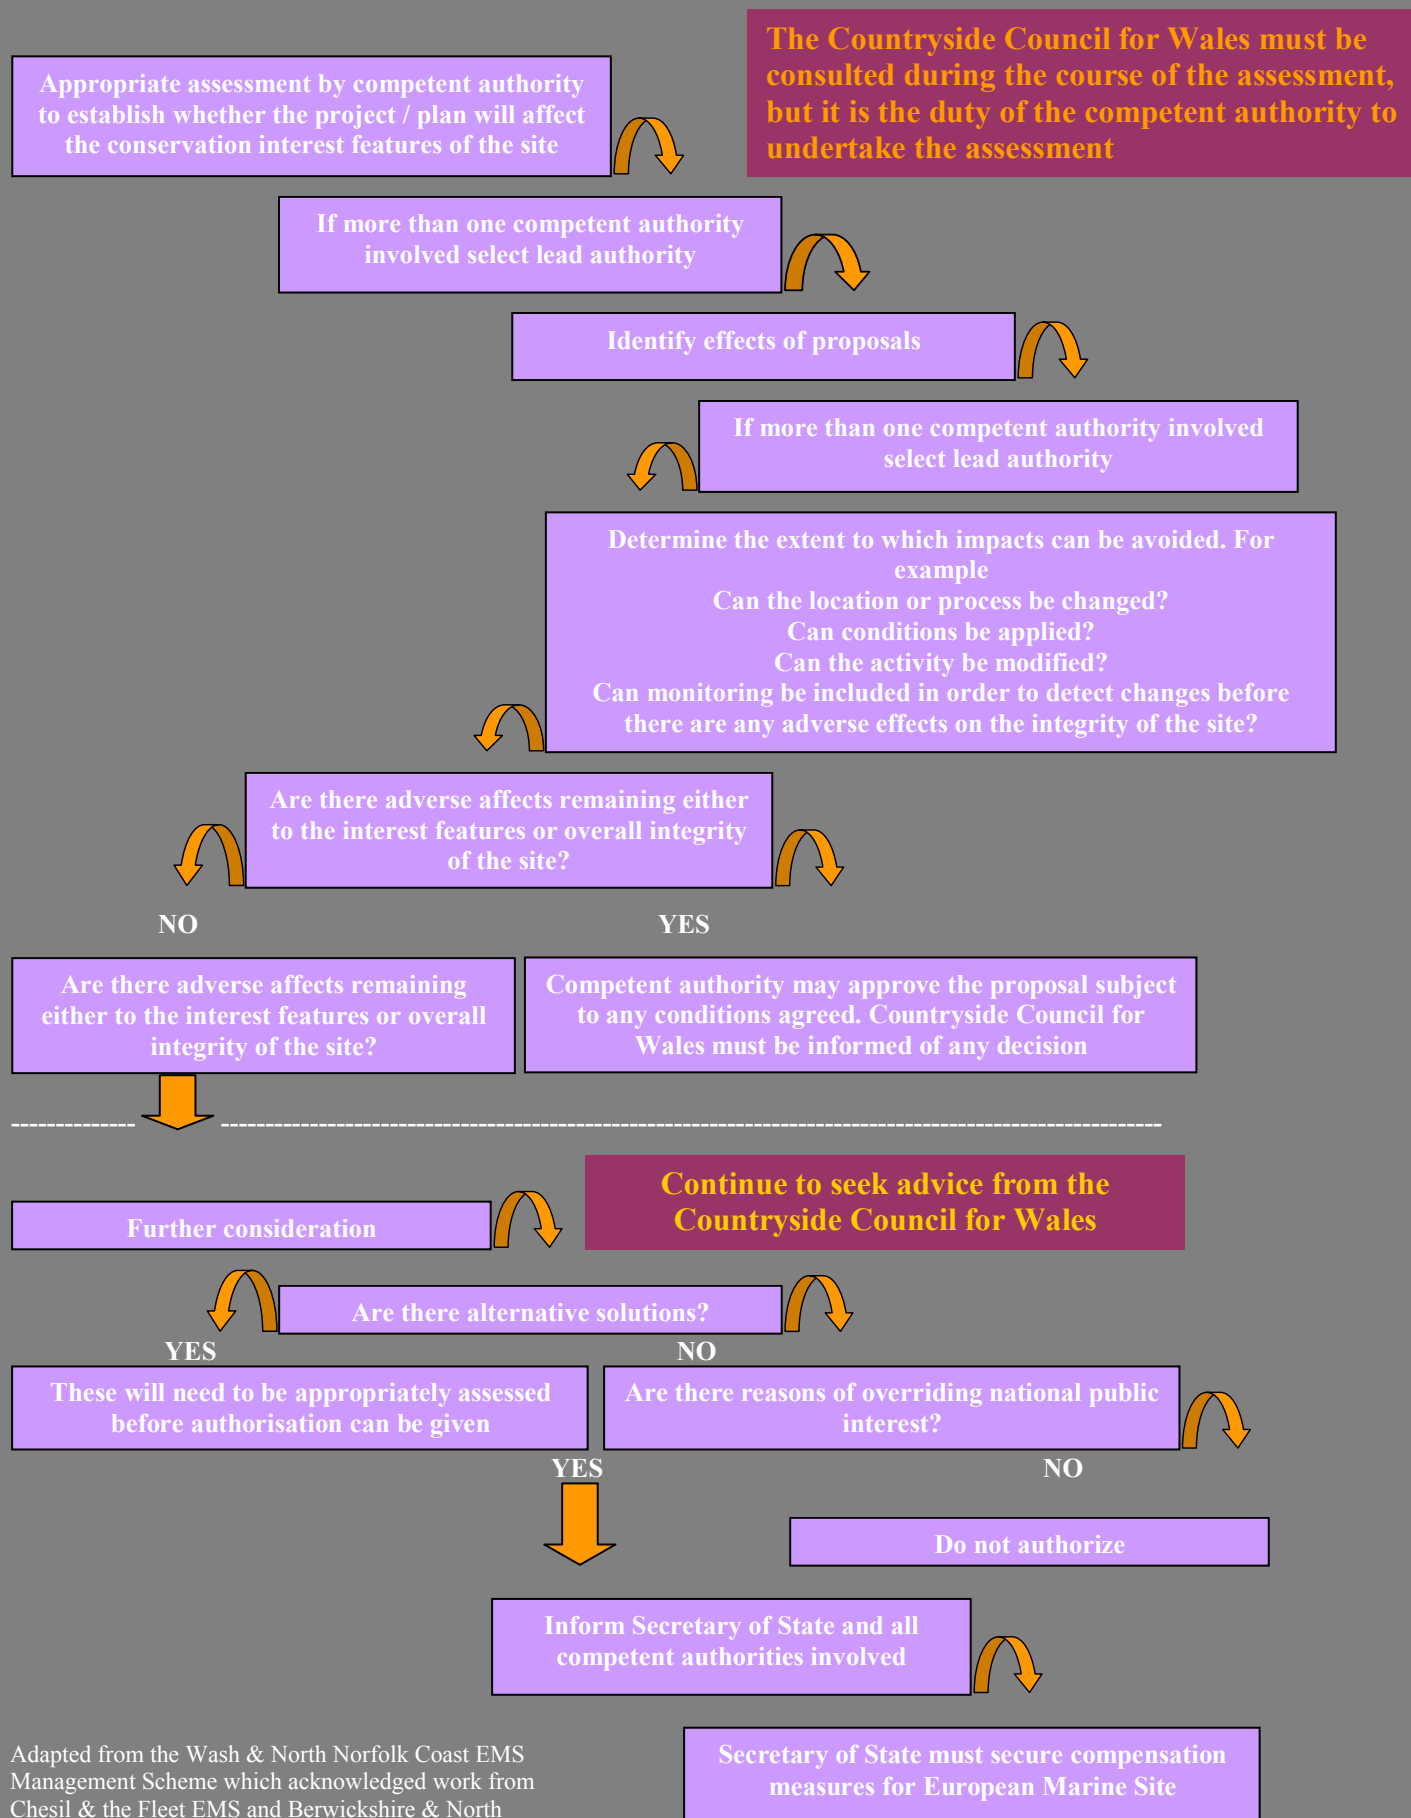 The Countryside Council for Wales must be
consulted during the course of the assessment,
but it is the duty of the competent authority to
undertake the assessment
Appropriate assessment by competent authority
to establish whether the project / plan will affect
the conservation interest features of the site
If more than one competent authority
involved select lead authority
Identify effects of proposals
If more than one competent authority involved
select lead authority
Determine the extent to which impacts can be avoided. For
example
Can the location or process be changed?
Can conditions be applied?
Can the activity be modified?
Can monitoring be included in order to detect changes before
there are any adverse effects on the integrity of the site?
Are there adverse affects remaining either
to the interest features or overall integrity
of the site?
NO
YES
Are there adverse affects remaining
either to the interest features or overall
integrity of the site?
Competent authority may approve the proposal subject
to any conditions agreed. Countryside Council for
Wales must be informed of any decision
Continue to seek advice from the
Countryside Council for Wales
Further consideration
Are there alternative solutions?
YES
NO
These will need to be appropriately assessed
before authorisation can be given
Are there reasons of overriding national public
interest?
YES
NO
Do not authorize
Inform Secretary of State and all
competent authorities involved
Secretary of State must secure compensation
measures for European Marine Site
Adapted from the Wash & North Norfolk Coast EMS
Management Scheme which acknowledged work from
Chesil & the Fleet EMS and Berwickshire & North